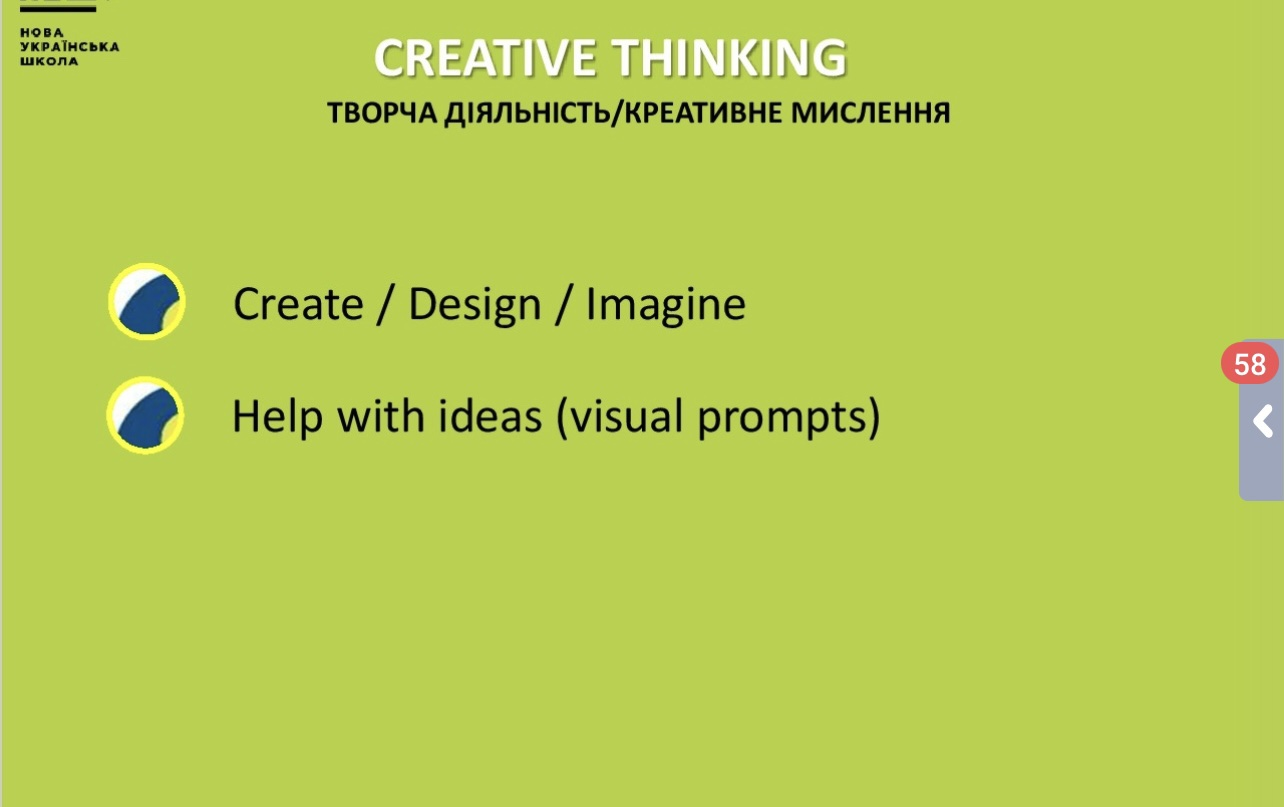 НОВА
УКРАЇНСЬКА
ШКОЛА
CREATIVE THINKING
ТВОРЧА ДІЯЛЬНІСТЬ/КРЕАТИВНЕ МИСЛЕННЯ
Create / Design / Imagine
58
Help with ideas (visual prompts)